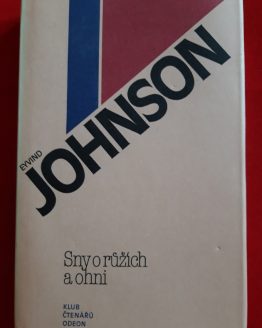 EYVIND
JOHNSON
Sny o růžích
a ohni
KLUB
ČTENÁŘŮ
ODEON